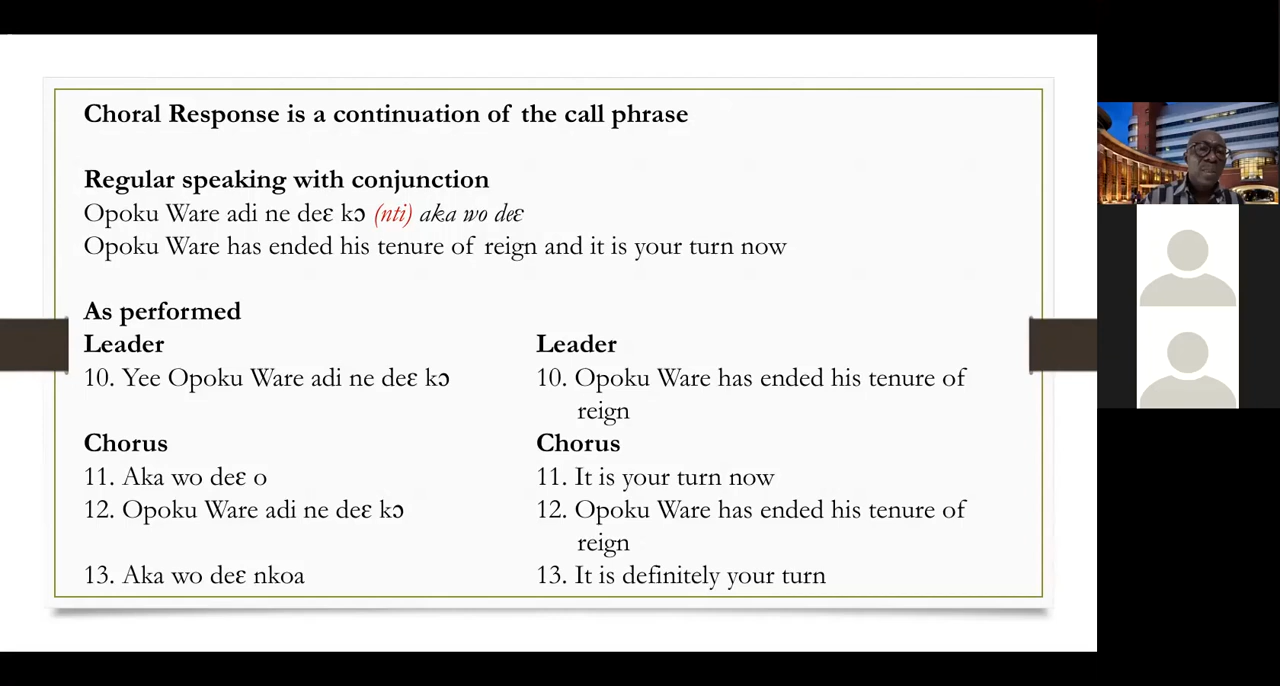 Choral Response is a continuation of the call phrase
Regular speaking with conjunction
Opoku Ware adi ne deɛ kɔ (nti) aka wo deɛ
Opoku Ware has ended his tenure of reign and it is your turn now
As performed
Leader
10. Yee Opoku Ware adi ne deɛ kɔ
Chorus
11. Aka wo deɛ o
12. Opoku Ware adi ne deɛ kɔ
13. Aka wo deɛ nkoa
Leader
10. Opoku Ware has ended his tenure of
reign
Chorus
11. It is your turn now
12. Opoku Ware has ended his tenure of
reign
13. It is definitely your turn